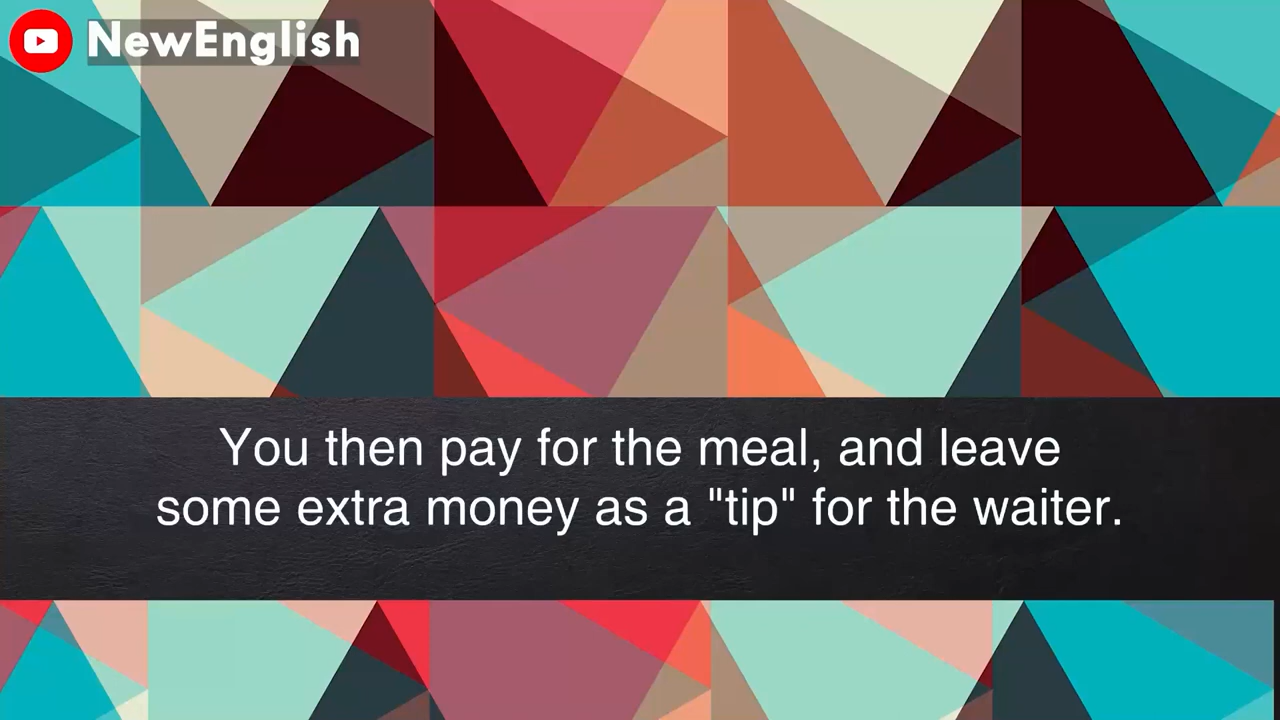 NewEnglish
You then pay for the meal, and leave
some extra money as a "tip" for the waiter.